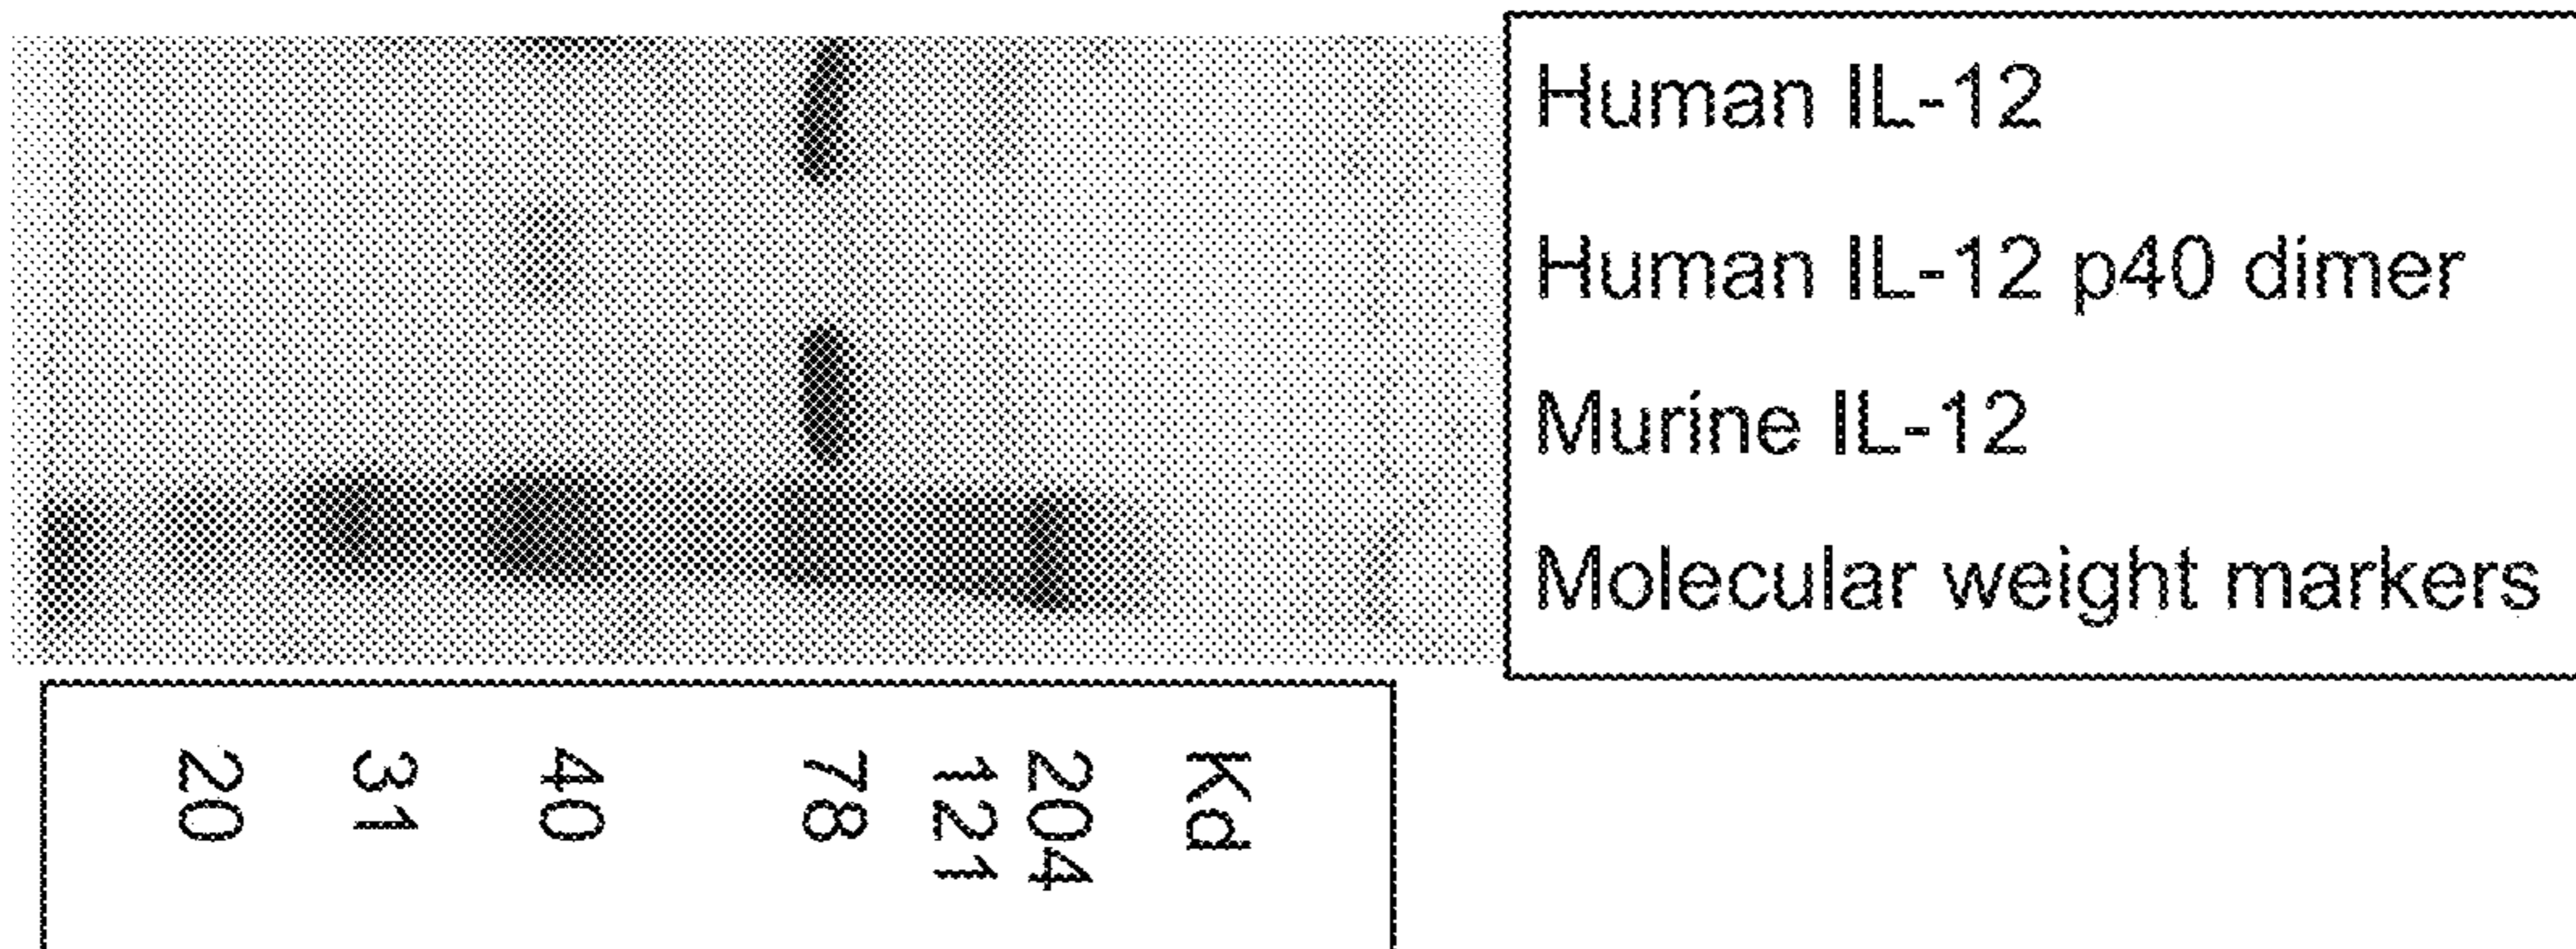 Human IL-12
Human IL-12 p40 dimer
Murine IL-12
Molecular weight markers
20
31
40
78
121
204
Kd